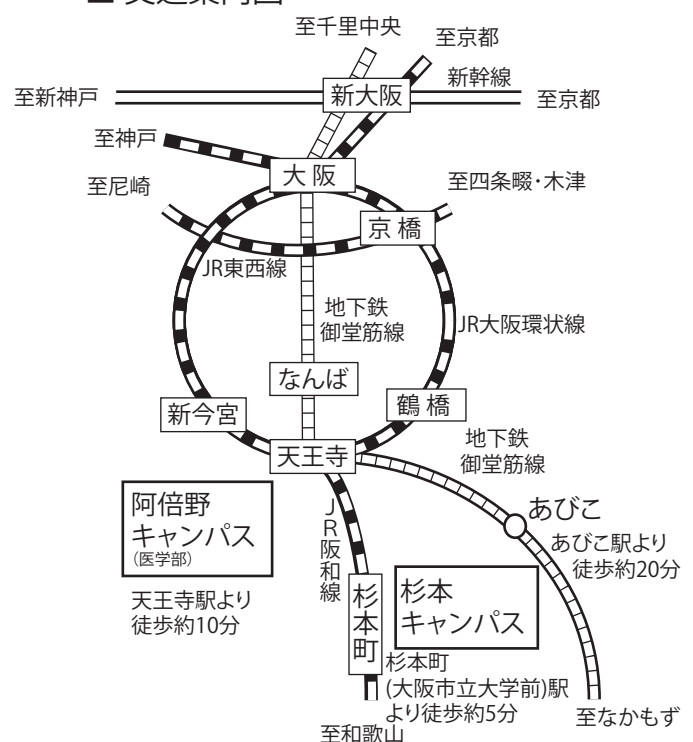 至千里中央
至京都
新幹線
至新神戸
新大阪
至京都
至神戸
大阪
至尼崎
至四条畷・木津
京橋
JR東西線
地下鉄
御堂筋線
JR大阪環状線
なんば
新今宮
鶴橋
天王寺
地下鉄
御堂筋線
阿倍野
キャンパス
(医学部)
天王寺駅より
徒歩約10分
JR阪和線
あびこ
あびこ駅より
徒歩約20分
杉本町
杉本
キャンパス
杉本町
(大阪市立大学前)駅
より徒歩約5分
至和歌山
至なかもず